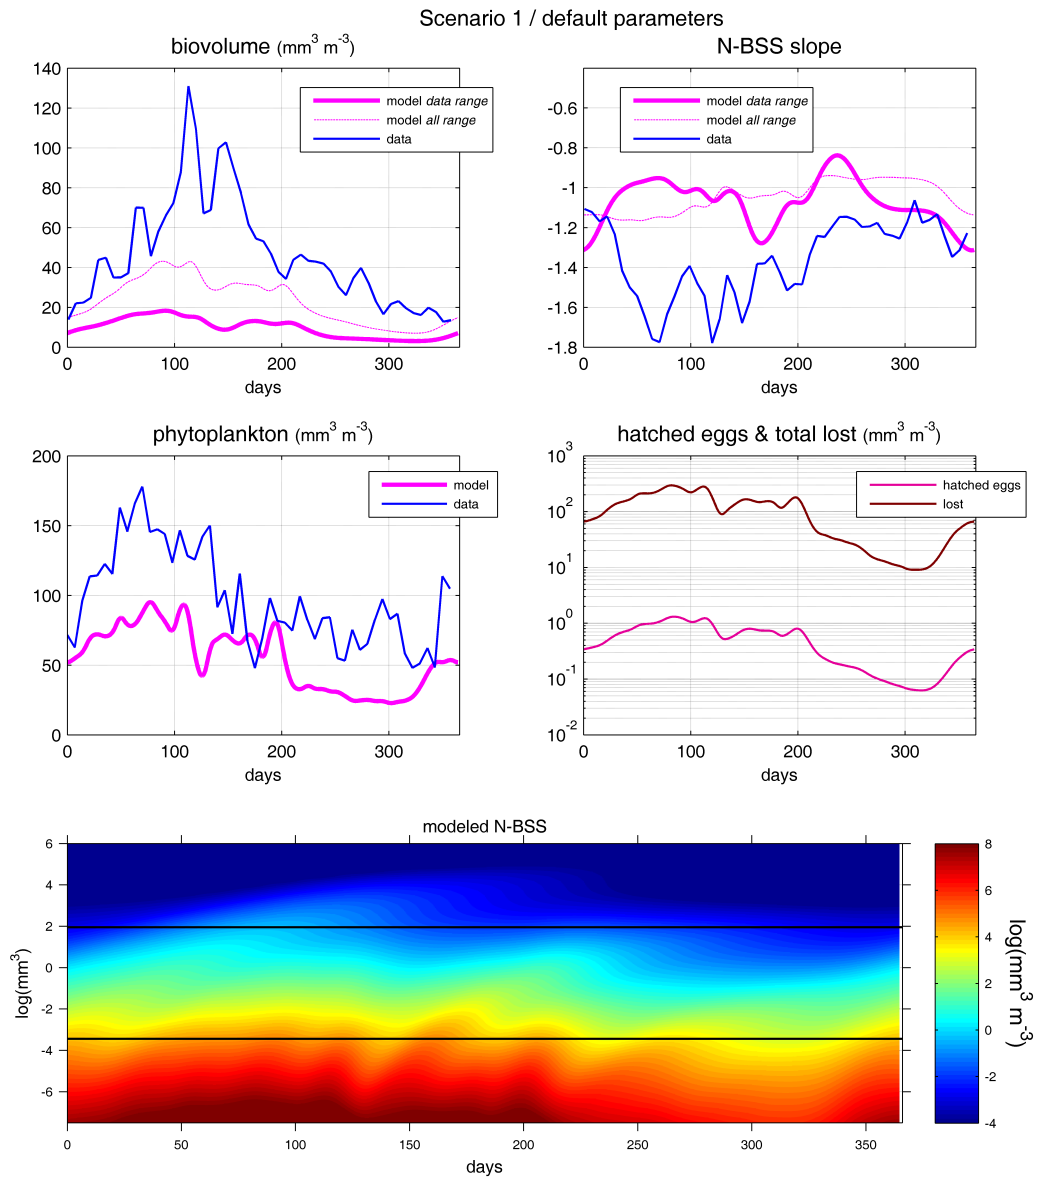 Scenario 1 / default parameters
biovolume (mm³ m⁻³)
N-BSS slope
140
120
100
80
60
40
20
0
model data range
model all range
data
0 100 200 300
days
-0.6
-0.8
-1
-1.2
-1.4
-1.6
-1.8
model data range
model all range
data
0 100 200 300
days
phytoplankton (mm³ m⁻³)
hatched eggs & total lost (mm³ m⁻³)
200
150
100
50
0
model
data
0 100 200 300
days
10³
10²
10¹
10⁰
10⁻¹
10⁻²
hatched eggs
lost
0 100 200 300
days
modeled N-BSS
log(mm³)
6
4
2
0
-2
-4
-6
0 50 100 150 200 250 300 350
days
8
6
4
2
0
-2
-4
log(mm³ m⁻³)